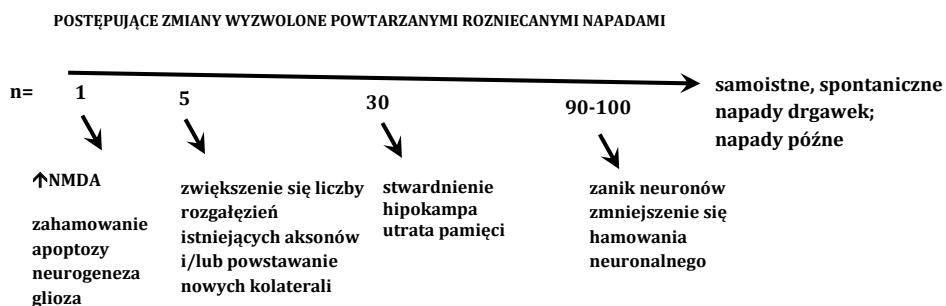 POSTĘPUJĄCE ZMIANY WYZWOLONE POWTARZANYMI ROZNIECANYMI NAPADAMI
n= 1 5 30 90-100
samoistne, spontaniczne
napady drgawek;
napady późne
↑NMDA
zahamowanie
apoptozy
neurogeneza
glioza
zwiększenie się liczby
rozgałęzień
istniejących aksonów
i/lub powstawanie
nowych kolaterali
stwardnienie
hipokampa
utrata pamięci
zanik neuronów
zmniejszenie się
hamowania
neuronalnego